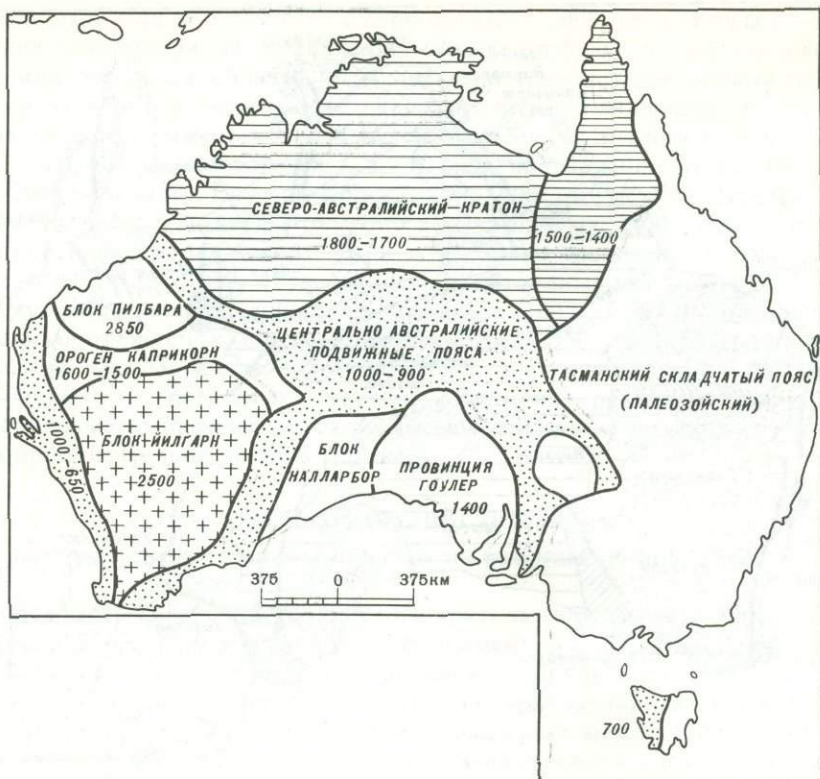 СЕВЕРО-АВСТРАЛИЙСКИЙ КРАТОН
1800-1700
1500-1400
БЛОК ПИЛБАРА
2850
ОРОГЕН КАПРИКОРН
1600-1500
ЦЕНТРАЛЬНО АВСТРАЛИЙСКИЕ
ПОДВИЖНЫЕ ПОЯСА
1000-900
ТАСМАНСКИЙ СКЛАДЧАТЫЙ ПОЯС
(ПАЛЕОЗОЙСКИЙ)
1000-650
БЛОК ЙИЛГАРН
2500
БЛОК
НАЛЛАРБОР
ПРОВИНЦИЯ
ГОУЛЕР
1400
375 0 375км
700